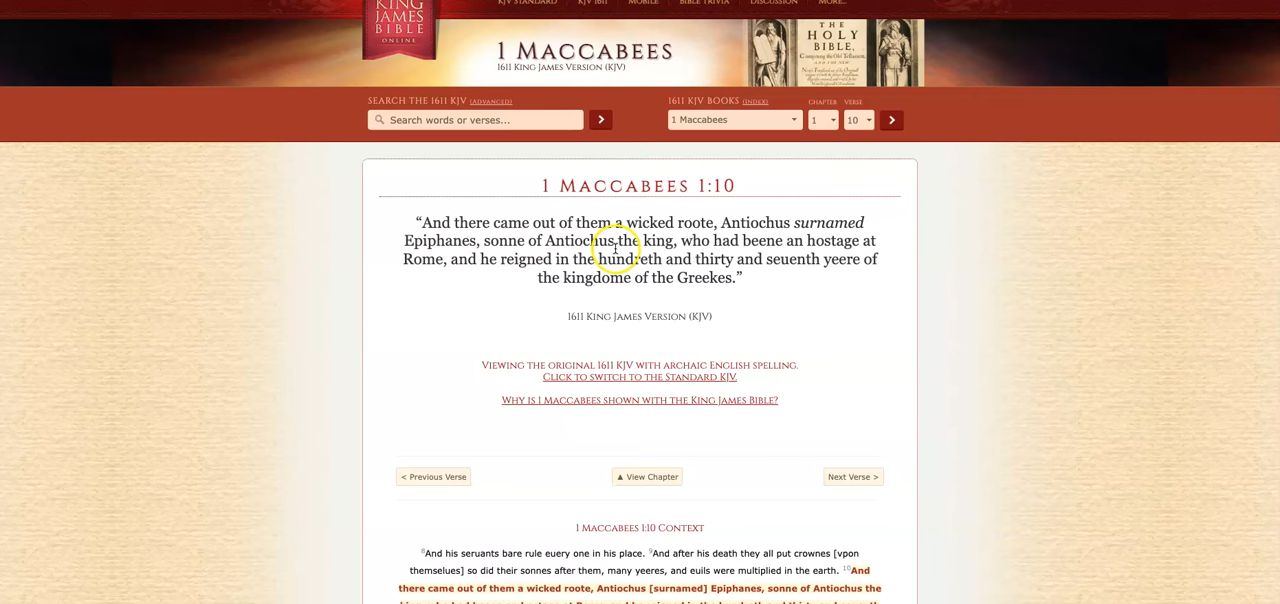 KJV STANDARD KJV 1611 MOBILE BIBLE TRIVIA DISCUSSION MORE...
KING
JAMES
BIBLE
ONLINE
1 MACCABEES
1611 KING JAMES VERSION (KJV)
THE
HOLY
BIBLE,
SEARCH THE 1611 KJV (ADVANCED)
Search words or verses...
1611 KJV BOOKS (INDEX) CHAPTER VERSE
1 Maccabees 1 10
1 MACCABEES 1:10
“And there came out of them a wicked roote, Antiochus surnamed
Epiphanes, sonne of Antiochus the king, who had beene an hostage at
Rome, and he reigned in the hundreth and thirty and seuenth yeere of
the kingdome of the Greekes.”
1611 KING JAMES VERSION (KJV)
VIEWING THE ORIGINAL 1611 KJV WITH ARCHAIC ENGLISH SPELLING.
CLICK TO SWITCH TO THE STANDARD KJV.
WHY IS 1 MACCABEES SHOWN WITH THE KING JAMES BIBLE?
< Previous Verse ▲ View Chapter Next Verse >
1 MACCABEES 1:10 CONTEXT
8And his seruants bare rule euery one in his place. 9And after his death they all put crownes [vpon
themselues] so did their sonnes after them, many yeeres, and euils were multiplied in the earth. 10And
there came out of them a wicked roote, Antiochus [surnamed] Epiphanes, sonne of Antiochus the